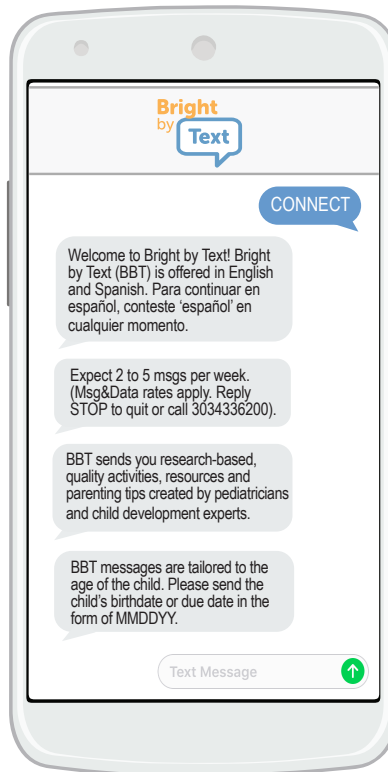 Bright
by Text
CONNECT
Welcome to Bright by Text! Bright
by Text (BBT) is offered in English
and Spanish. Para continuar en
español, conteste ‘español’ en
cualquier momento.
Expect 2 to 5 msgs per week.
(Msg&Data rates apply. Reply
STOP to quit or call 3034336200).
BBT sends you research-based,
quality activities, resources and
parenting tips created by pediatricians
and child development experts.
BBT messages are tailored to the
age of the child. Please send the
child’s birthdate or due date in the
form of MMDDYY.
Text Message